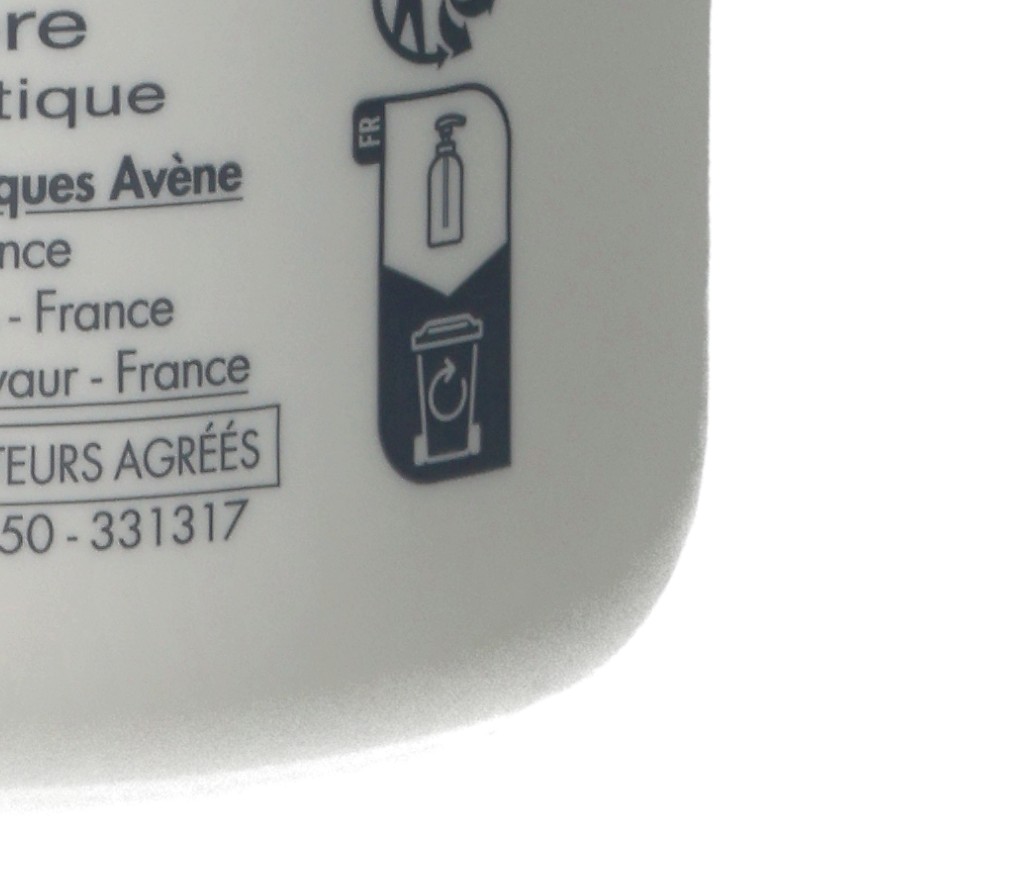 re
tique
FR
ques Avène
nce
- France
vaur - France
TEURS AGRÉÉS
50 - 331317